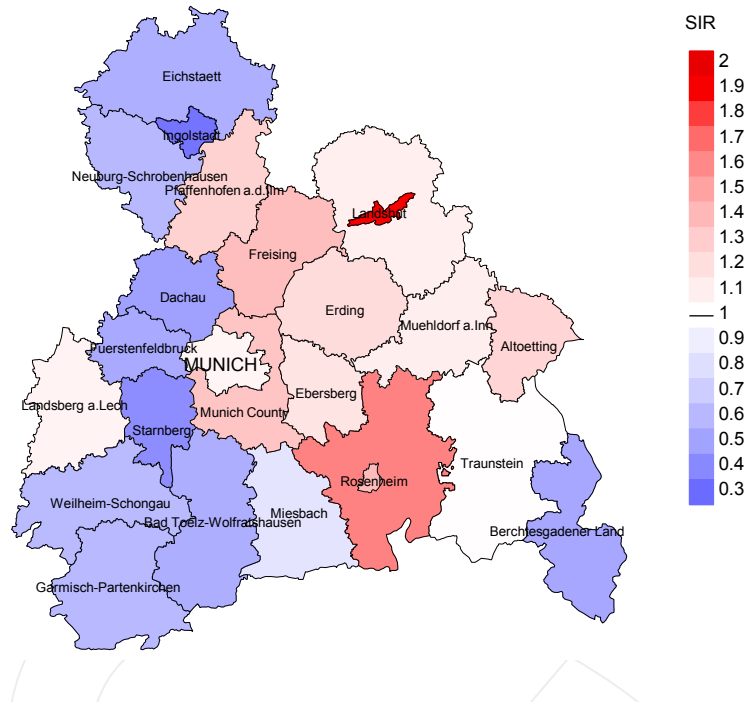 SIR
2
1.9
1.8
1.7
1.6
1.5
1.4
1.3
1.2
1.1
1
0.9
0.8
0.7
0.6
0.5
0.4
0.3
Eichstaett
Ingolstadt
Neuburg-Schrobenhausen
Pfaffenhofen a.d.Ilm
Landshut
Freising
Dachau
Erding
Muehldorf a.Inn
Altoetting
Fuerstenfeldbruck
MUNICH
Ebersberg
Landsberg a.Lech
Munich County
Starnberg
Traunstein
Rosenheim
Weilheim-Schongau
Miesbach
Bad Toelz-Wolfratshausen
Berchtesgadener Land
Garmisch-Partenkirchen